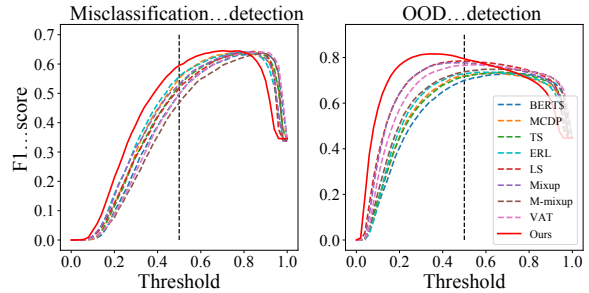 Misclassification…detection
F1…score
0.7
0.6
0.5
0.4
0.3
0.2
0.1
0.0
0.0 0.2 0.4 0.6 0.8 1.0
Threshold
OOD…detection
0.8
0.6
0.4
0.2
0.0
BERT$
MCDP
TS
ERL
LS
Mixup
M-mixup
VAT
Ours
0.0 0.2 0.4 0.6 0.8 1.0
Threshold